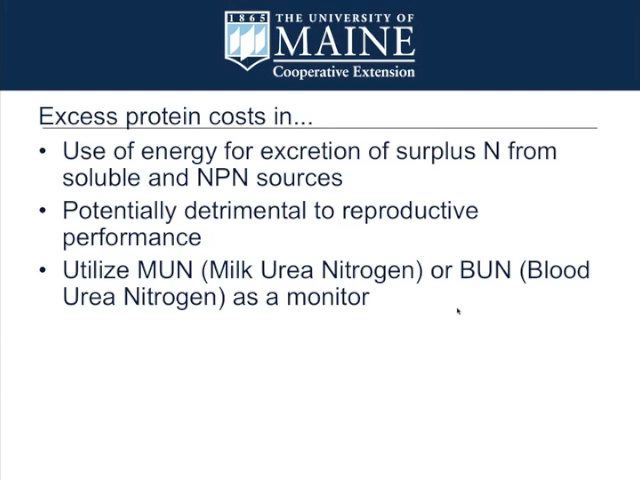 1865
THE UNIVERSITY OF
MAINE
Cooperative Extension
Excess protein costs in...
• Use of energy for excretion of surplus N from
soluble and NPN sources
• Potentially detrimental to reproductive
performance
• Utilize MUN (Milk Urea Nitrogen) or BUN (Blood
Urea Nitrogen) as a monitor